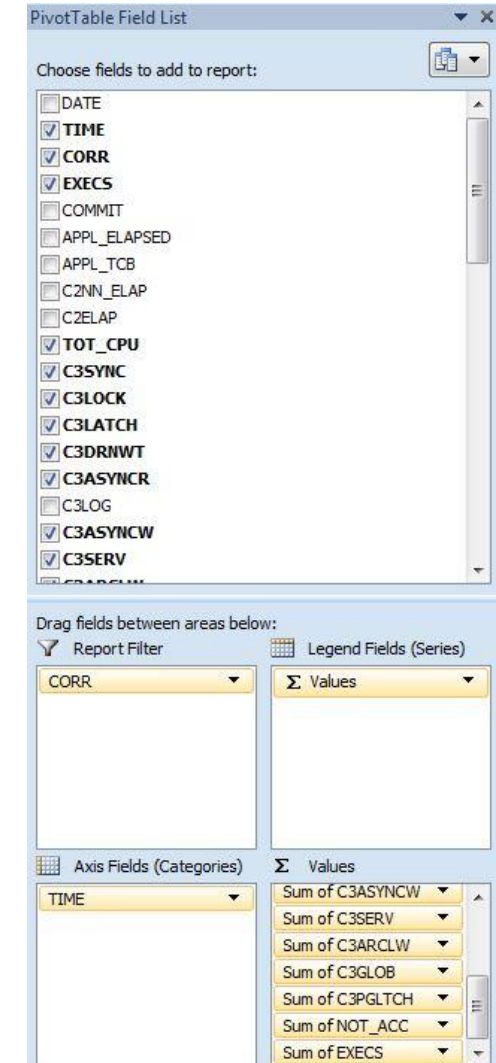 PivotTable Field List
Choose fields to add to report:
DATE
TIME
CORR
EXECS
COMMIT
APPL_ELAPSED
APPL_TCB
C2NN_ELAP
C2ELAP
TOT_CPU
C3SYNC
C3LOCK
C3LATCH
C3DRNWT
C3ASYNCR
C3LOG
C3ASYNCW
C3SERV
Drag fields between areas below:
Report Filter
CORR
Legend Fields (Series)
Σ Values
Axis Fields (Categories)
TIME
Σ Values
Sum of C3ASYNCW
Sum of C3SERV
Sum of C3ARCLW
Sum of C3GLOB
Sum of C3PGLTCH
Sum of NOT_ACC
Sum of EXECS